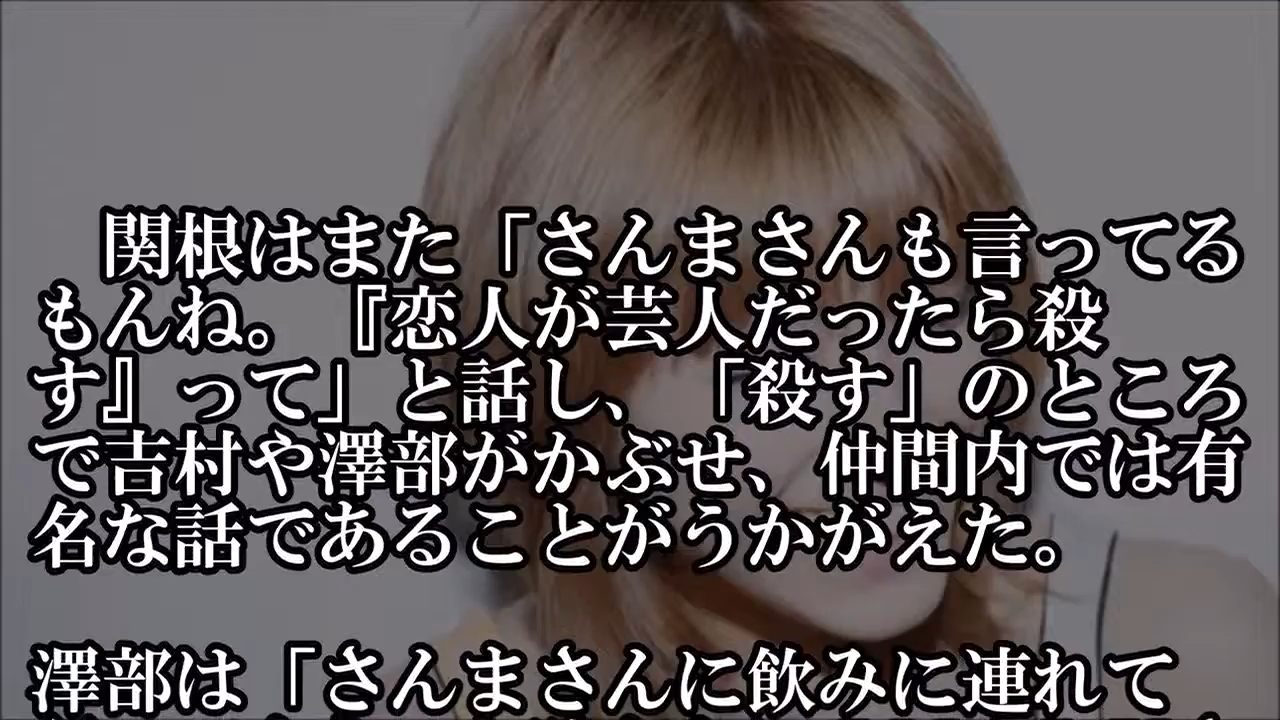 関根はまた「さんまさんも言ってる
もんね。『恋人が芸人だったら殺
す』って」と話し、「殺す」のところ
で吉村や澤部がかぶせ、仲間内では有
名な話であることがうかがえた。
澤部は「さんまさんに飲みに連れて